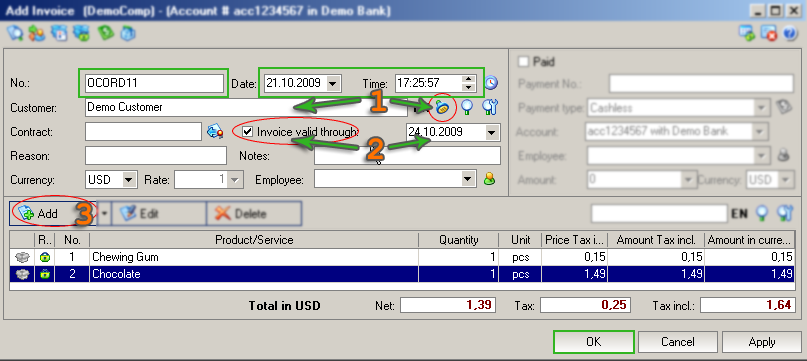 Add Invoice (DemoComp) - (Account # acc1234567 in Demo Bank)
No.: OCORD11 Date: 21.10.2009 Time: 17:25:57
Customer: Demo Customer 1
Contract: Invoice valid through: 24.10.2009
2
Reason: Notes:
Currency: USD Rate: 1 Employee:
Paid
Payment No.:
Payment type: Cashless
Account: acc1234567 with Demo Bank
Employee:
Amount: 0 Currency: USD
Add 3 Edit Delete EN
R.. No. Product/Service Quantity Unit Price Tax i... Amount Tax incl. Amount in curre...
1 Chewing Gum 1 pcs 0,15 0,15 0,15
2 Chocolate 1 pcs 1,49 1,49 1,49
Total in USD Net: 1,39 Tax: 0,25 Tax incl.: 1,64
OK Cancel Apply